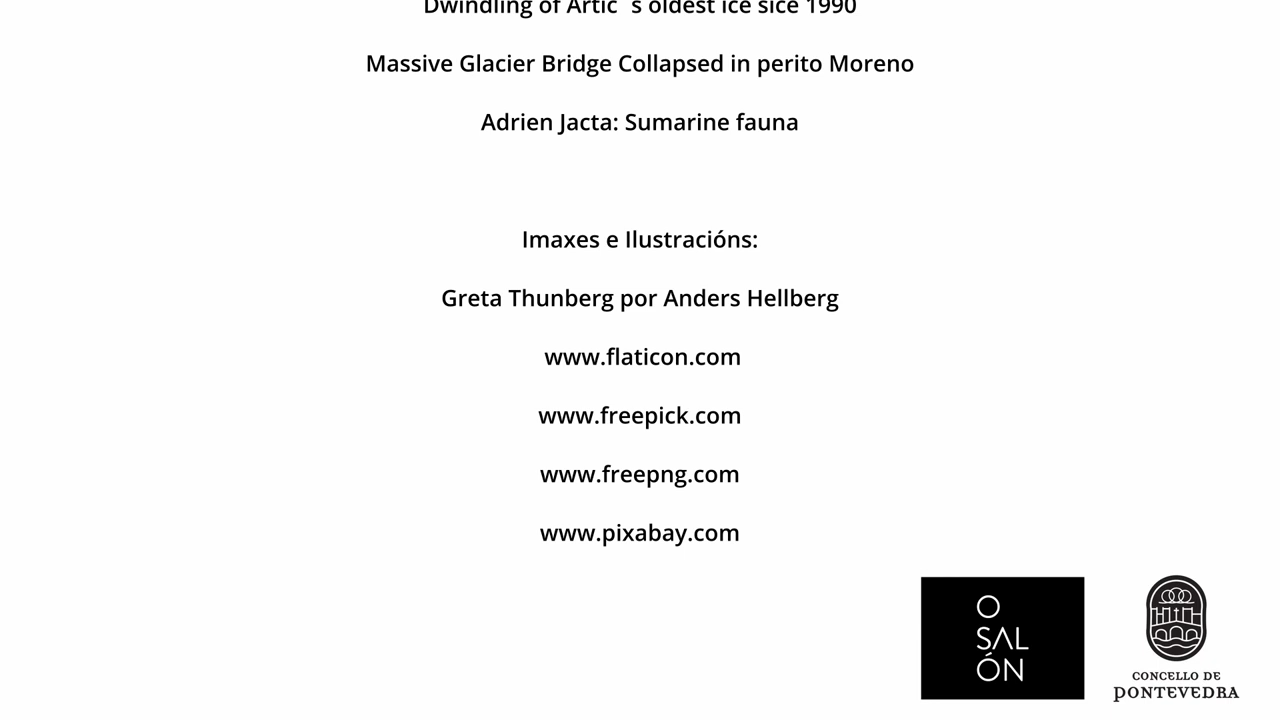 Dwindling of Artic´s oldest ice sice 1990
Massive Glacier Bridge Collapsed in perito Moreno
Adrien Jacta: Sumarine fauna
Imaxes e Ilustracións:
Greta Thunberg por Anders Hellberg
www.flaticon.com
www.freepick.com
www.freepng.com
www.pixabay.com
O
SAL
ÓN
CONCELLO DE
PONTEVEDRA